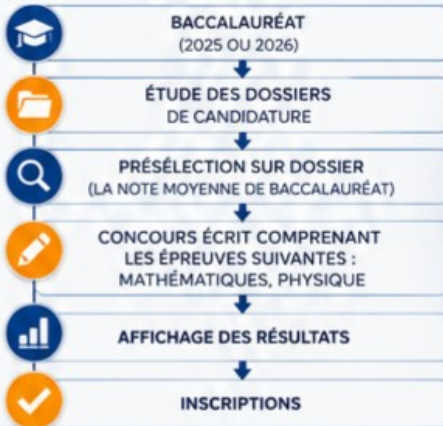 BACCALAURÉAT
(2025 OU 2026)
ÉTUDE DES DOSSIERS
DE CANDIDATURE
PRÉSÉLECTION SUR DOSSIER
(LA NOTE MOYENNE DE BACCALAURÉAT)
CONCOURS ÉCRIT COMPRENANT
LES ÉPREUVES SUIVANTES :
MATHÉMATIQUES, PHYSIQUE
AFFICHAGE DES RÉSULTATS
INSCRIPTIONS